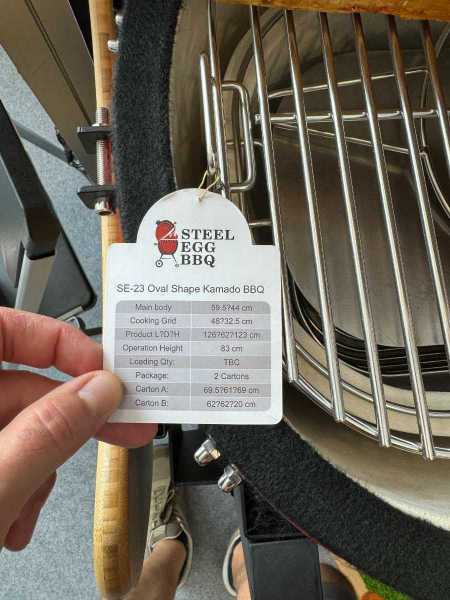 STEEL
EGG
BBQ
SE-23 Oval Shape Kamado BBQ
Main body 59.5?44 cm
Cooking Grid 48?32.5 cm
Product L?D?H 126?62?123 cm
Operation Height 83 cm
Loading Qty: TBC
Package: 2 Cartons
Carton A: 69.5?61?69 cm
Carton B: 62?62?20 cm